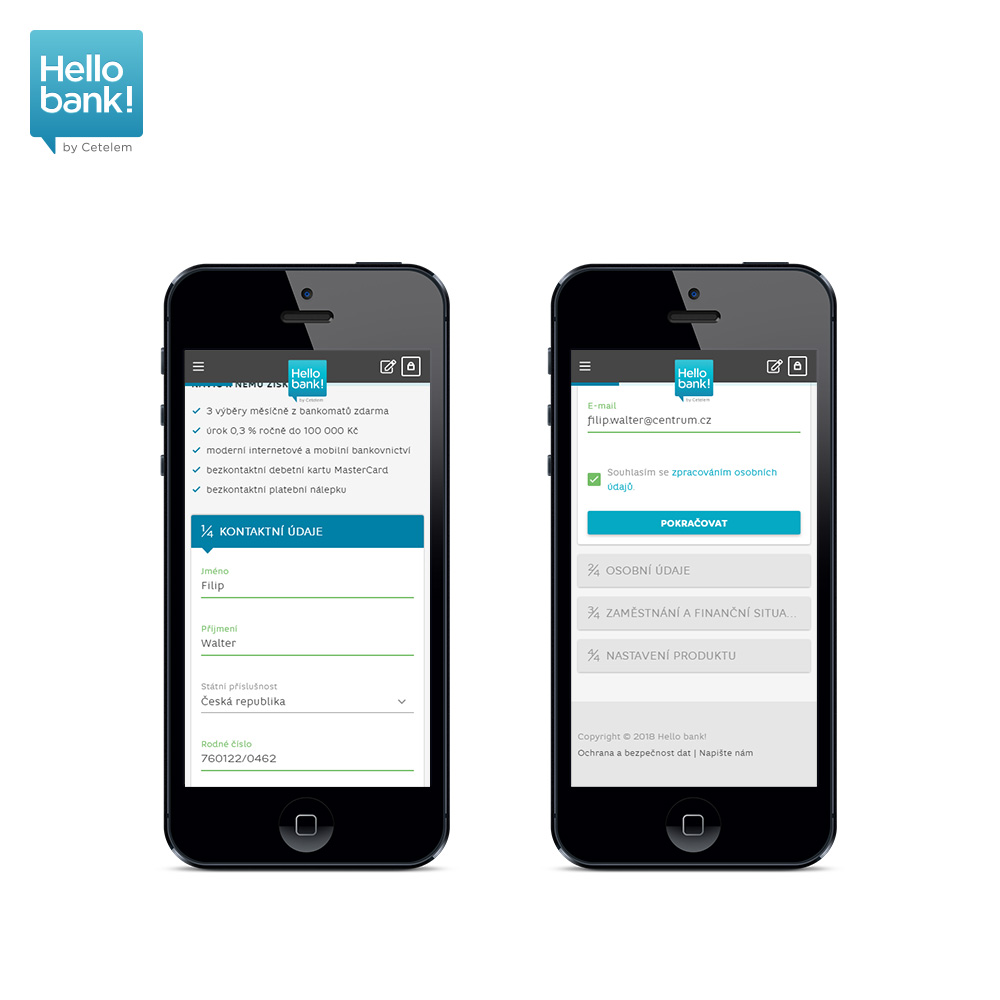 Hello
bank!
by Cetelem
Hello
bank!
by Cetelem
3 výběry měsíčně z bankomatů zdarma
úrok 0,3 % ročně do 100 000 Kč
moderní internetové a mobilní bankovnictví
bezkontaktní debetní kartu MasterCard
bezkontaktní platební nálepku
1/4 KONTAKTNÍ ÚDAJE
Jméno
Filip
Příjmení
Walter
Státní příslušnost
Česká republika
Rodné číslo
760122/0462
Hello
bank!
by Cetelem
E-mail
filip.walter@centrum.cz
Souhlasím se zpracováním osobních
údajů
POKRAČOVAT
2/4 OSOBNÍ ÚDAJE
3/4 ZAMĚSTNÁNÍ A FINANČNÍ SITUA...
4/4 NASTAVENÍ PRODUKTU
Copyright © 2018 Hello bank!
Ochrana a bezpečnost dat | Napište nám